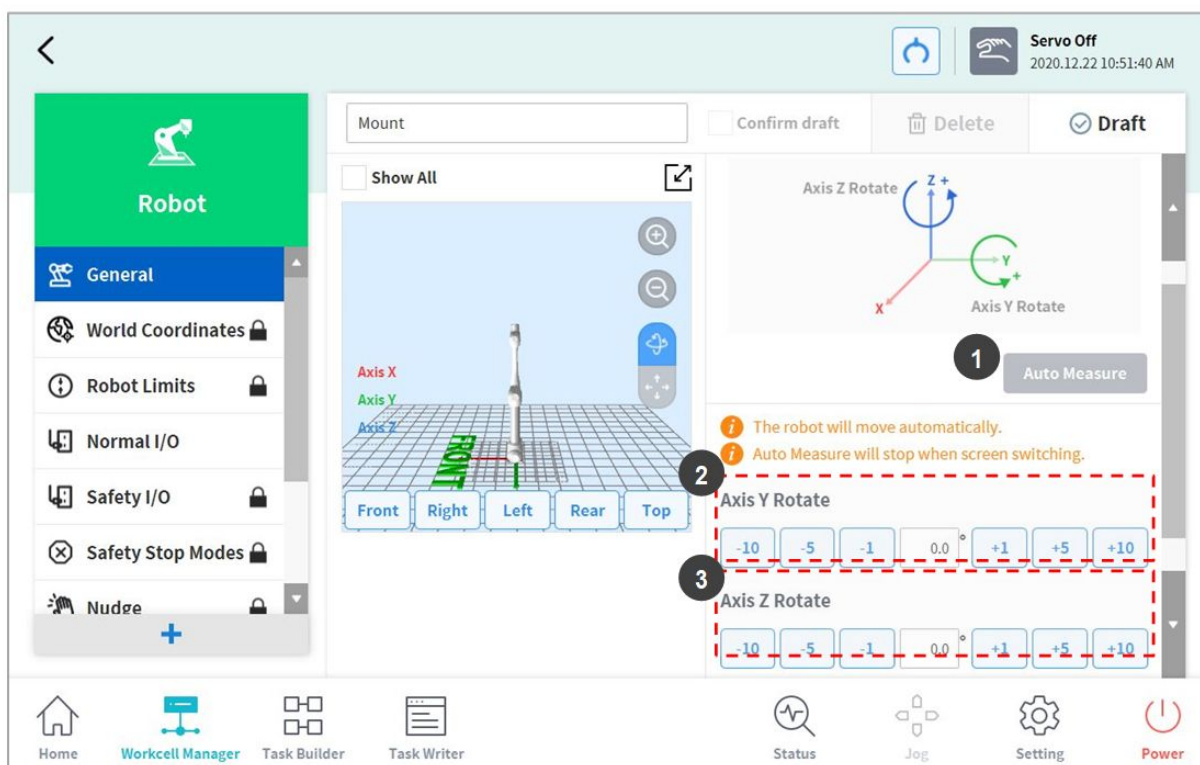 Servo Off
2020.12.22 10:51:40 AM
Robot
General
World Coordinates
Robot Limits
Normal I/O
Safety I/O
Safety Stop Modes
Nudge
+
Mount
Confirm draft
Delete
Draft
Show All
Axis X
Axis Y
Axis Z
FRONT
Front Right Left Rear Top
Axis Z Rotate
Z +
Y
+
X
Axis Y Rotate
1
Auto Measure
i The robot will move automatically.
i Auto Measure will stop when screen switching.
2
Axis Y Rotate
-10 -5 -1 0.0 ° +1 +5 +10
3
Axis Z Rotate
-10 -5 -1 0.0 ° +1 +5 +10
Home Workcell Manager Task Builder Task Writer Status Jog Setting Power